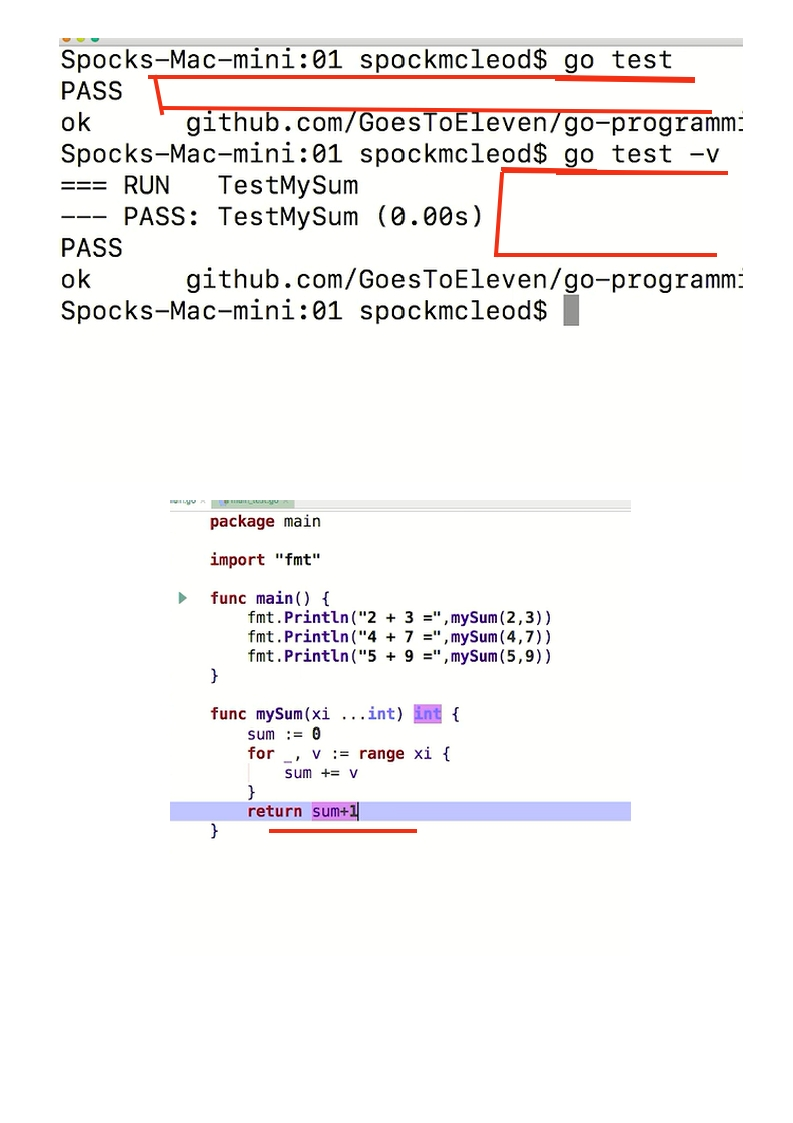 Spocks-Mac-mini:01 spockmcleod$ go test
PASS
ok github.com/GoesToEleven/go-programmi
Spocks-Mac-mini:01 spockmcleod$ go test -v
=== RUN TestMySum
--- PASS: TestMySum (0.00s)
PASS
ok github.com/GoesToEleven/go-programmi
Spocks-Mac-mini:01 spockmcleod$
package main
import "fmt"
func main() {
fmt.Println("2 + 3 =",mySum(2,3))
fmt.Println("4 + 7 =",mySum(4,7))
fmt.Println("5 + 9 =",mySum(5,9))
}
func mySum(xi ...int) int {
sum := 0
for _, v := range xi {
sum += v
}
return sum+1
}